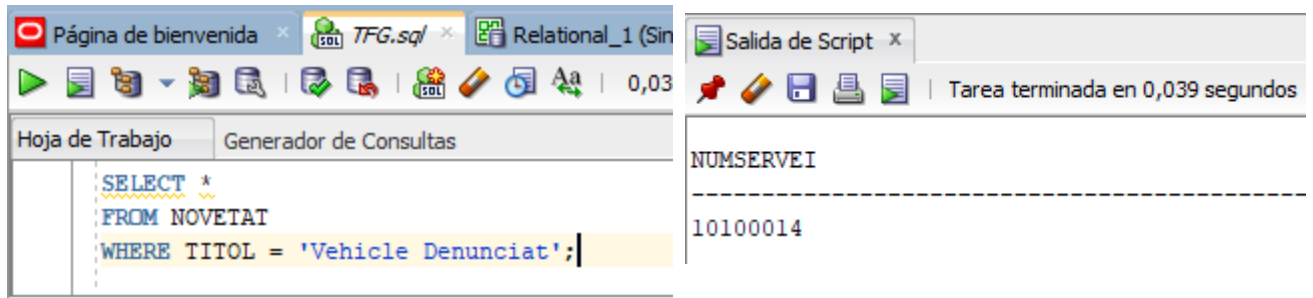 Página de bienvenida
TFG.sql
Relational_1 (Sin
0,03
Hoja de Trabajo
Generador de Consultas
SELECT *
FROM NOVETAT
WHERE TITOL = 'Vehicle Denunciat';
Salida de Script
Tarea terminada en 0,039 segundos
NUMSERVEI
--------------------------------------------
10100014